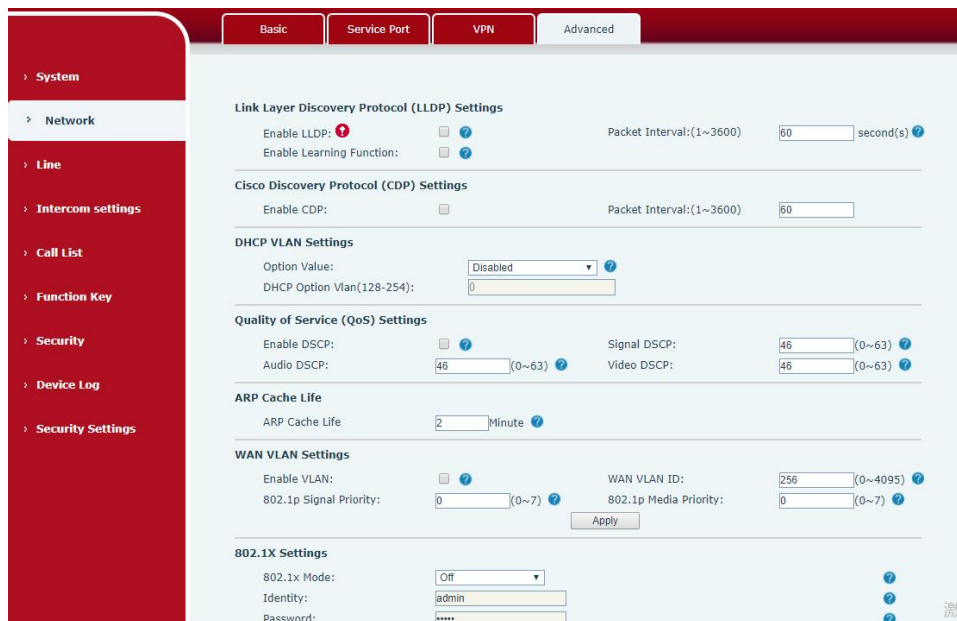 Basic Service Port VPN Advanced
› System
› Network
› Line
› Intercom settings
› Call List
› Function Key
› Security
› Device Log
› Security Settings
Link Layer Discovery Protocol (LLDP) Settings
Enable LLDP: Packet Interval:(1~3600) 60 second(s)
Enable Learning Function:
Cisco Discovery Protocol (CDP) Settings
Enable CDP: Packet Interval:(1~3600) 60
DHCP VLAN Settings
Option Value: Disabled
DHCP Option Vlan(128-254): 0
Quality of Service (QoS) Settings
Enable DSCP: Signal DSCP: 46 (0~63)
Audio DSCP: 46 (0~63) Video DSCP: 46 (0~63)
ARP Cache Life
ARP Cache Life 2 Minute
WAN VLAN Settings
Enable VLAN: WAN VLAN ID: 256 (0~4095)
802.1p Signal Priority: 0 (0~7) 802.1p Media Priority: 0 (0~7)
Apply
802.1X Settings
802.1x Mode: Off
Identity: admin
Password: •••••
激